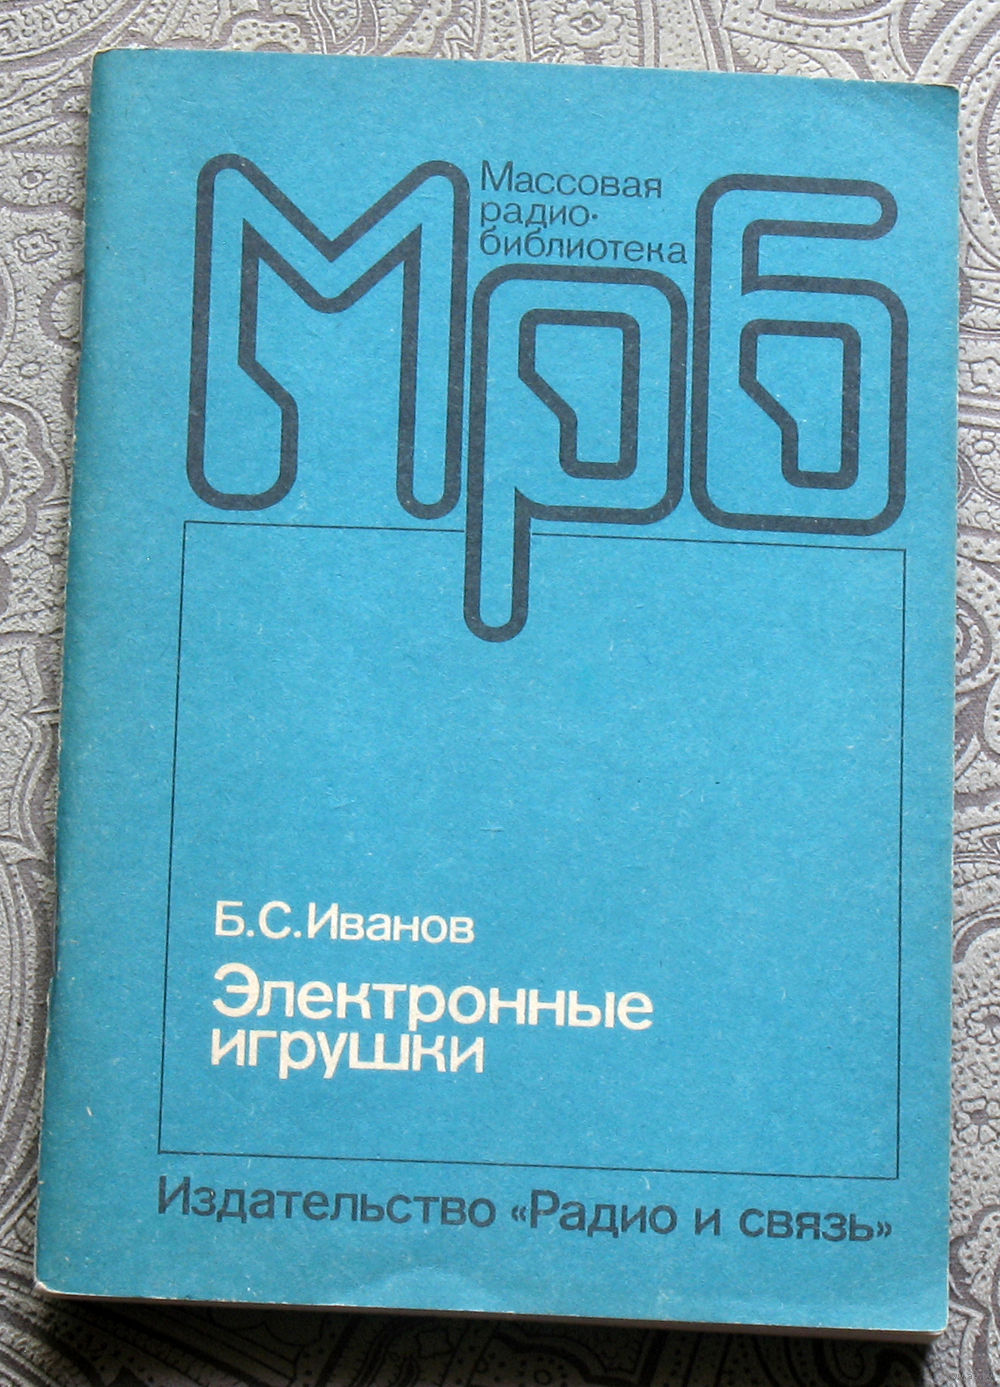 Мрб
Массовая
радио-
библиотека
Б.С.Иванов
Электронные
игрушки
Издательство «Радио и связь»